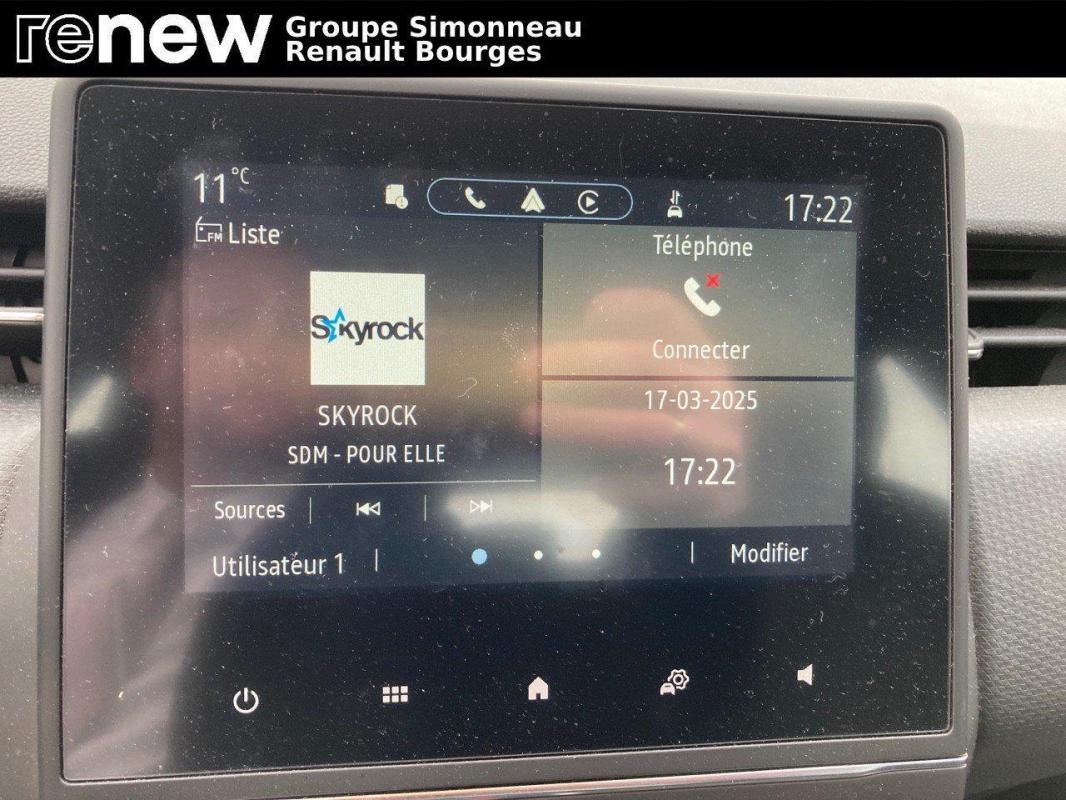 renew
Groupe Simonneau
Renault Bourges
11°C
17:22
FM Liste
Téléphone
Skyrock
Connecter
SKYROCK
17-03-2025
SDM - POUR ELLE
17:22
Sources
Utilisateur 1
Modifier